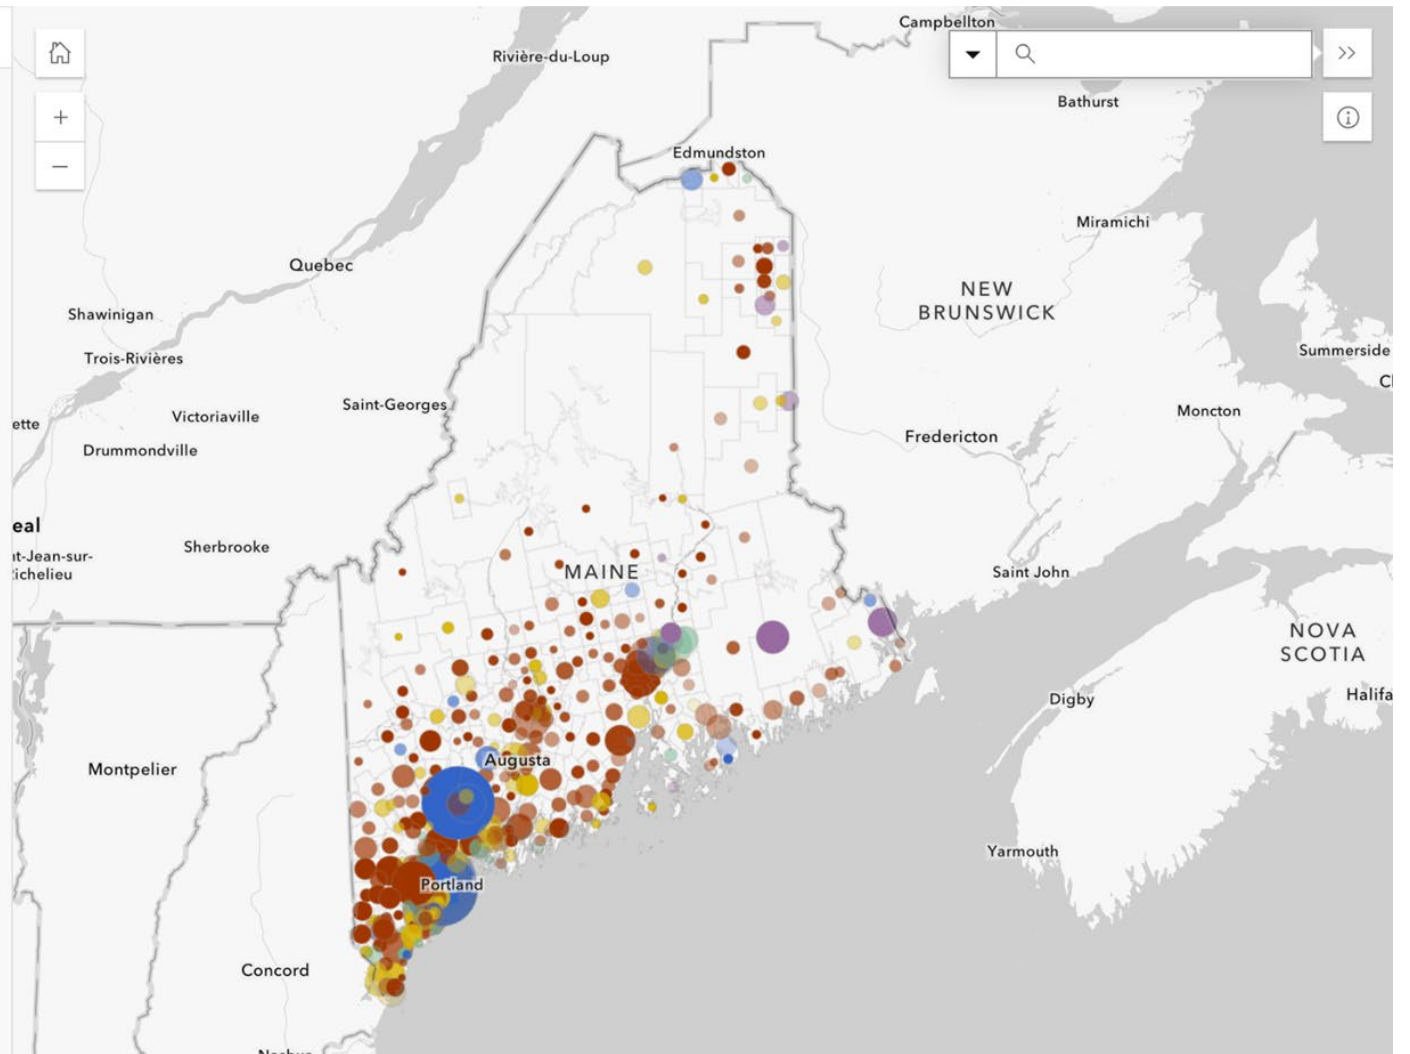 Campbellton
Rivière-du-Loup
Bathurst
Edmundston
Miramichi
Quebec
NEW
BRUNSWICK
Shawinigan
Summerside
Trois-Rivières
Saint-Georges
Victoriaville
Moncton
ette
Fredericton
Drummondville
eal
Sherbrooke
nt-Jean-sur-
ichelieu
MAINE
Saint John
NOVA
SCOTIA
Digby
Halifa
Augusta
Montpelier
Yarmouth
Portland
Concord